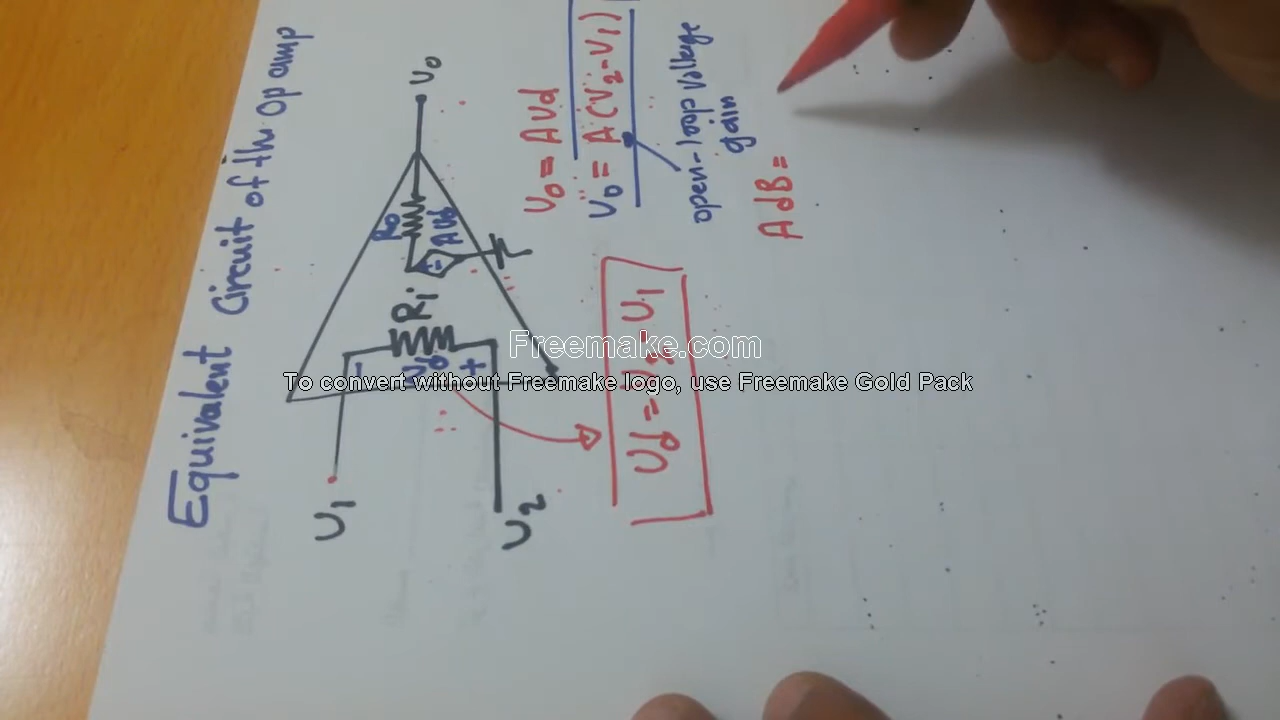 Equivalent Circuit of the op amp
V1
V2
-
Vd
+
Ri
Ro
+
-
AVd
Vo
Vd = V2 - V1
Vo = AVd
Vo = A(V2-V1)
open-loop voltage
gain
AdB =
Freemake.com
To convert without Freemake logo, use Freemake Gold Pack